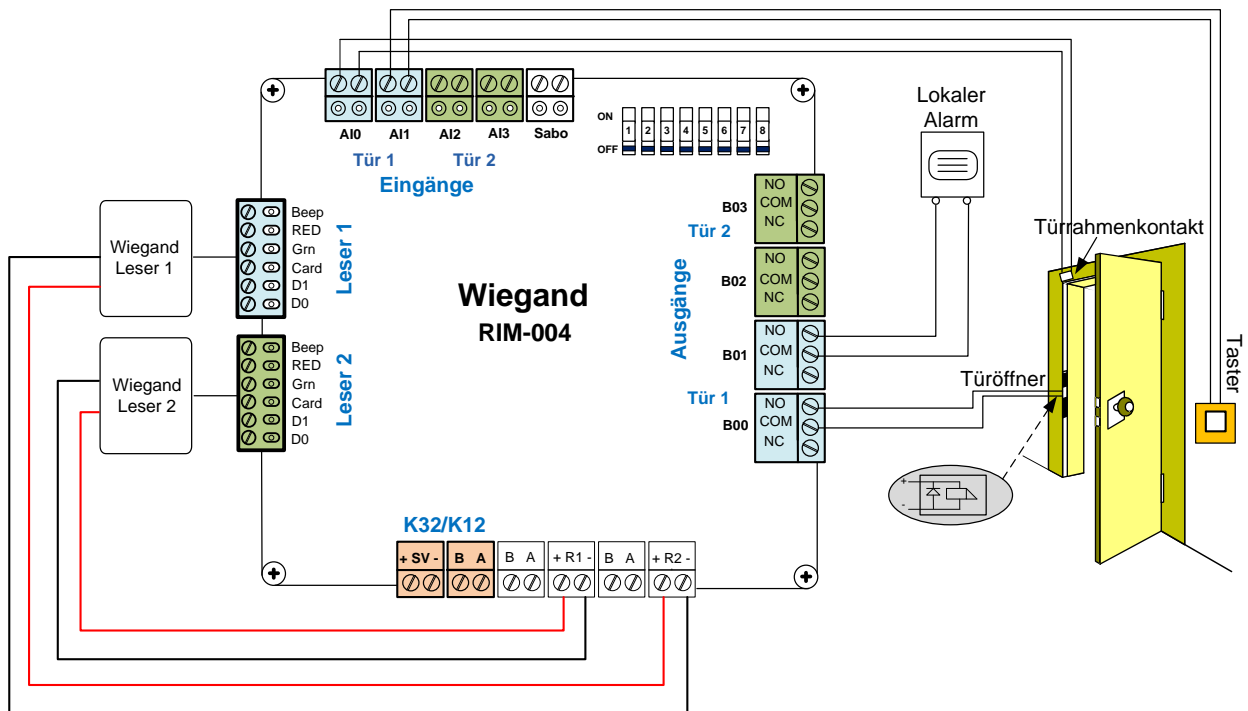 AI0 AI1 AI2 AI3 Sabo
Tür 1 Tür 2
Eingänge
ON
OFF
1 2 3 4 5 6 7 8
Lokaler
Alarm
Wiegand
Leser 1
Beep
RED
Grn
Card
D1
D0
Leser 1
Wiegand
Leser 2
Beep
RED
Grn
Card
D1
D0
Leser 2
Wiegand
RIM-004
Ausgänge
B03
NO
COM
NC
Tür 2
B02
NO
COM
NC
B01
NO
COM
NC
Tür 1
B00
NO
COM
NC
Türrahmenkontakt
Türöffner
Taster
+
-
K32/K12
+ SV - B A B A + R1 - B A + R2 -